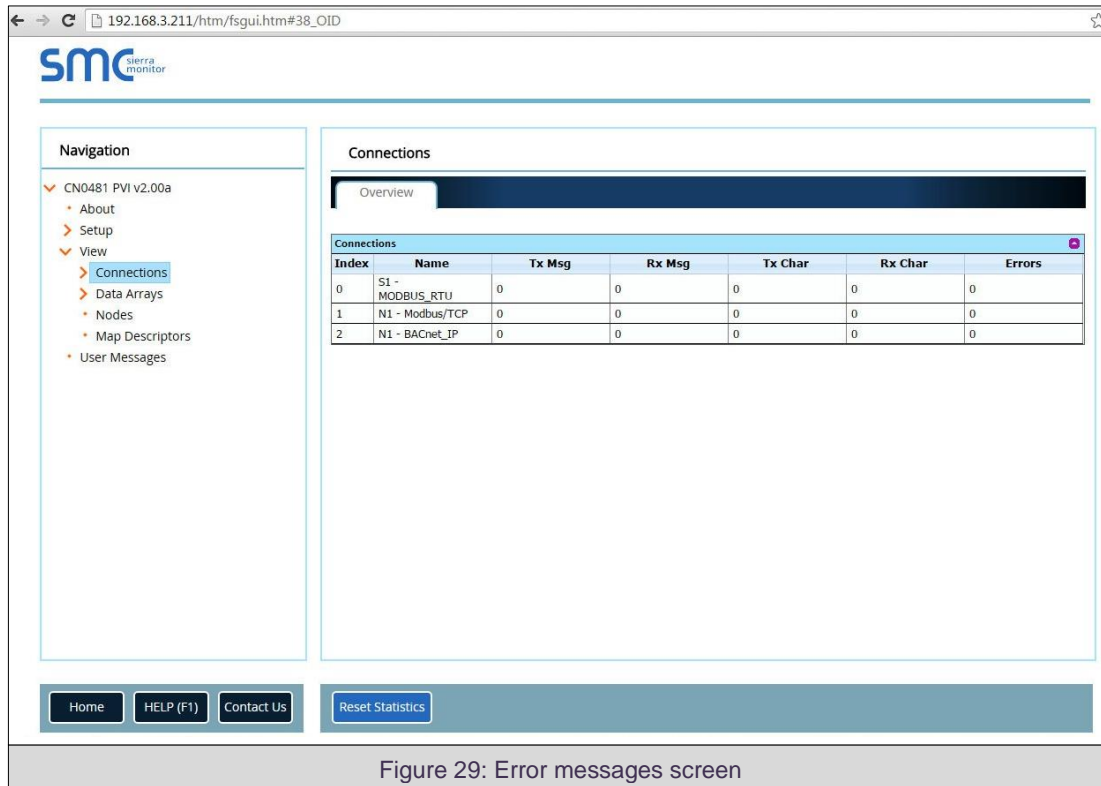 192.168.3.211/htm/fsgui.htm#38_OID
SMC sierra monitor
Navigation
CN0481 PVI v2.00a
About
Setup
View
Connections
Data Arrays
Nodes
Map Descriptors
User Messages
Connections
Overview
Connections
Index Name Tx Msg Rx Msg Tx Char Rx Char Errors
0 S1 - MODBUS_RTU 0 0 0 0 0
1 N1 - Modbus/TCP 0 0 0 0 0
2 N1 - BACnet_IP 0 0 0 0 0
Home HELP (F1) Contact Us Reset Statistics
Figure 29: Error messages screen